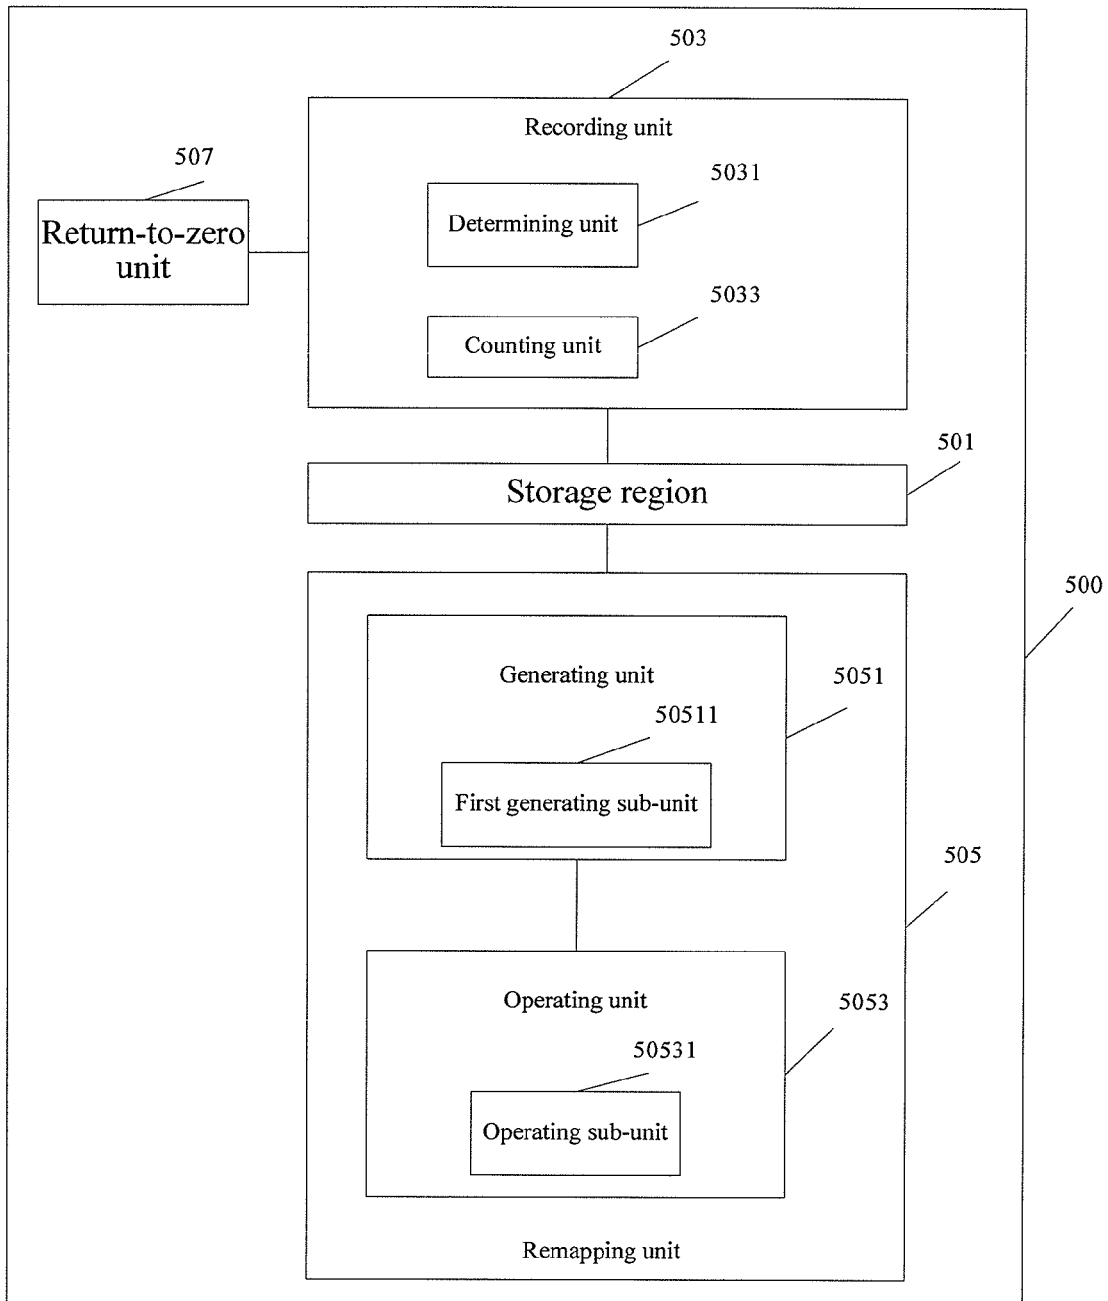 503
Recording unit
507
5031
Return-to-zero
unit
Determining unit
5033
Counting unit
501
Storage region
500
Generating unit
5051
50511
First generating sub-unit
505
Operating unit
5053
50531
Operating sub-unit
Remapping unit